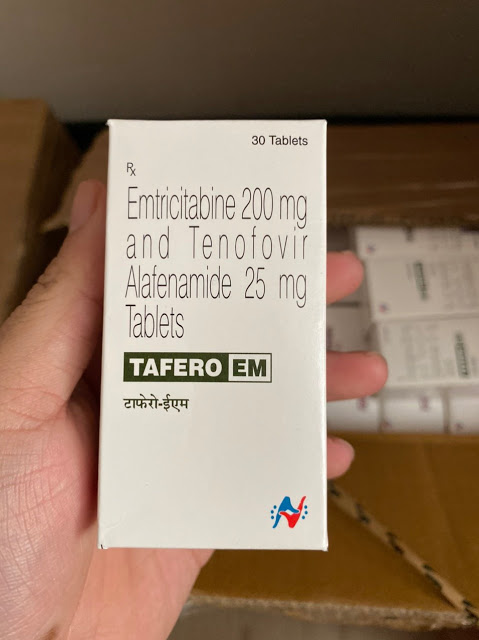 30 Tablets
Rx
Emtricitabine 200 mg
and Tenofovir
Alafenamide 25 mg
Tablets
TAFERO EM
टाफेरो-ईएम